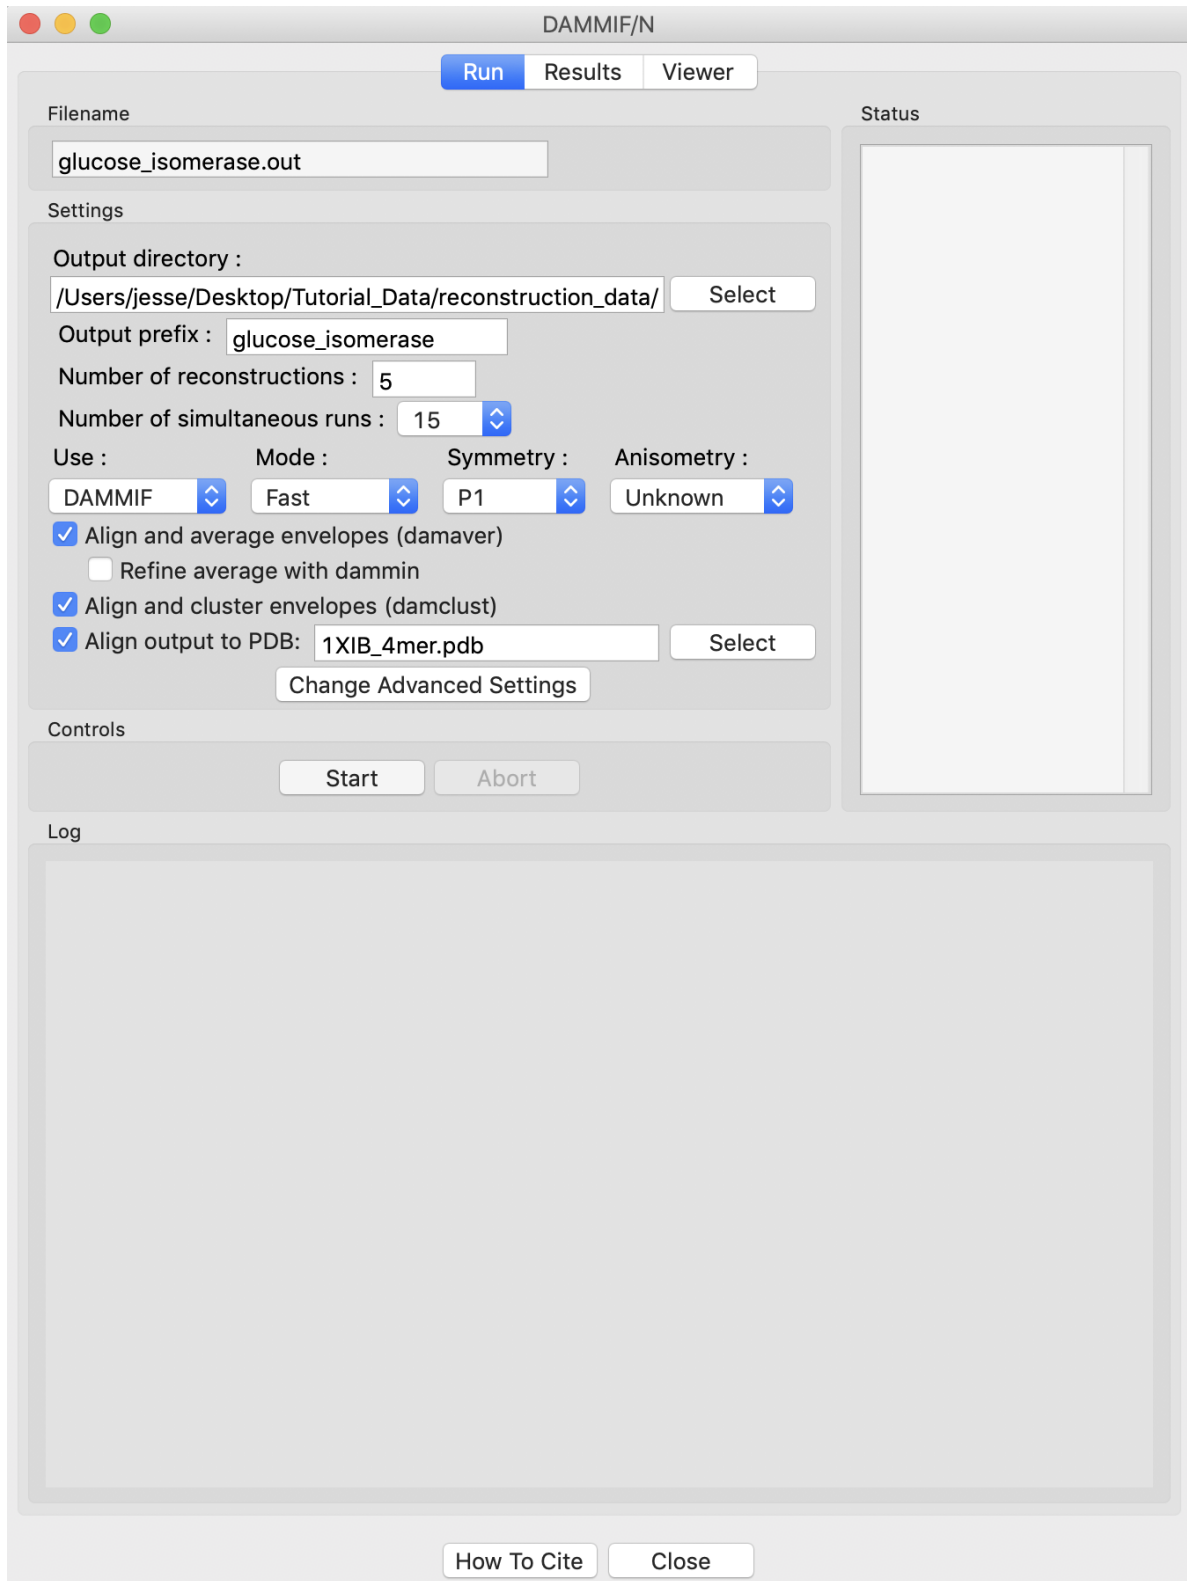 DAMMIF/N
Run Results Viewer
Filename
glucose_isomerase.out
Status
Settings
Output directory :
/Users/jesse/Desktop/Tutorial_Data/reconstruction_data/ Select
Output prefix : glucose_isomerase
Number of reconstructions : 5
Number of simultaneous runs : 15
Use : Mode : Symmetry : Anisometry :
DAMMIF Fast P1 Unknown
Align and average envelopes (damaver)
Refine average with dammin
Align and cluster envelopes (damclust)
Align output to PDB: 1XIB_4mer.pdb Select
Change Advanced Settings
Controls
Start Abort
Log
How To Cite Close